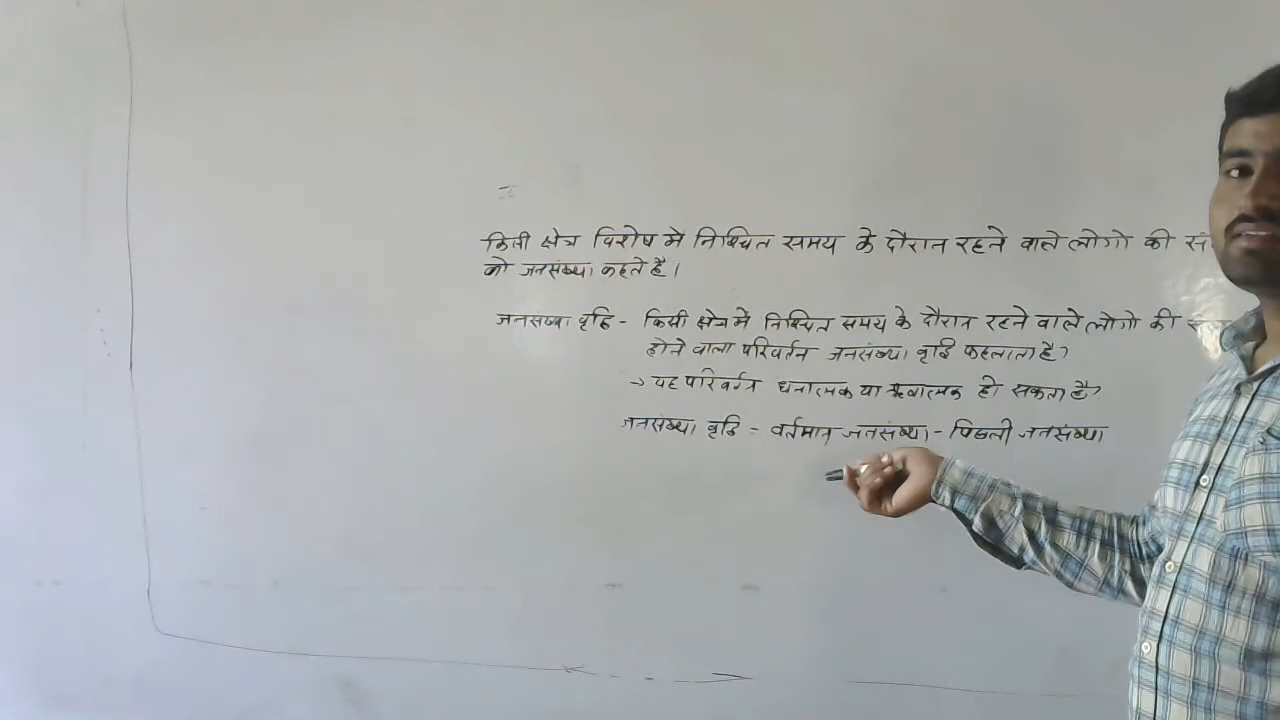 किसी क्षेत्र विशेष में निश्चित समय के दौरान रहने वाले लोगो की सं
को जनसंख्या कहते है।
जनसंख्या वृद्धि - किसी क्षेत्र में निश्चित समय के दौरान रहने वाले लोगो की
होने वाला परिवर्तन जनसंख्या वृद्धि कहलाता है?
→ यह परिवर्तन धनात्मक या ऋणात्मक हो सकता है?
जनसंख्या वृद्धि = वर्तमान जनसंख्या - पिछली जनसंख्या